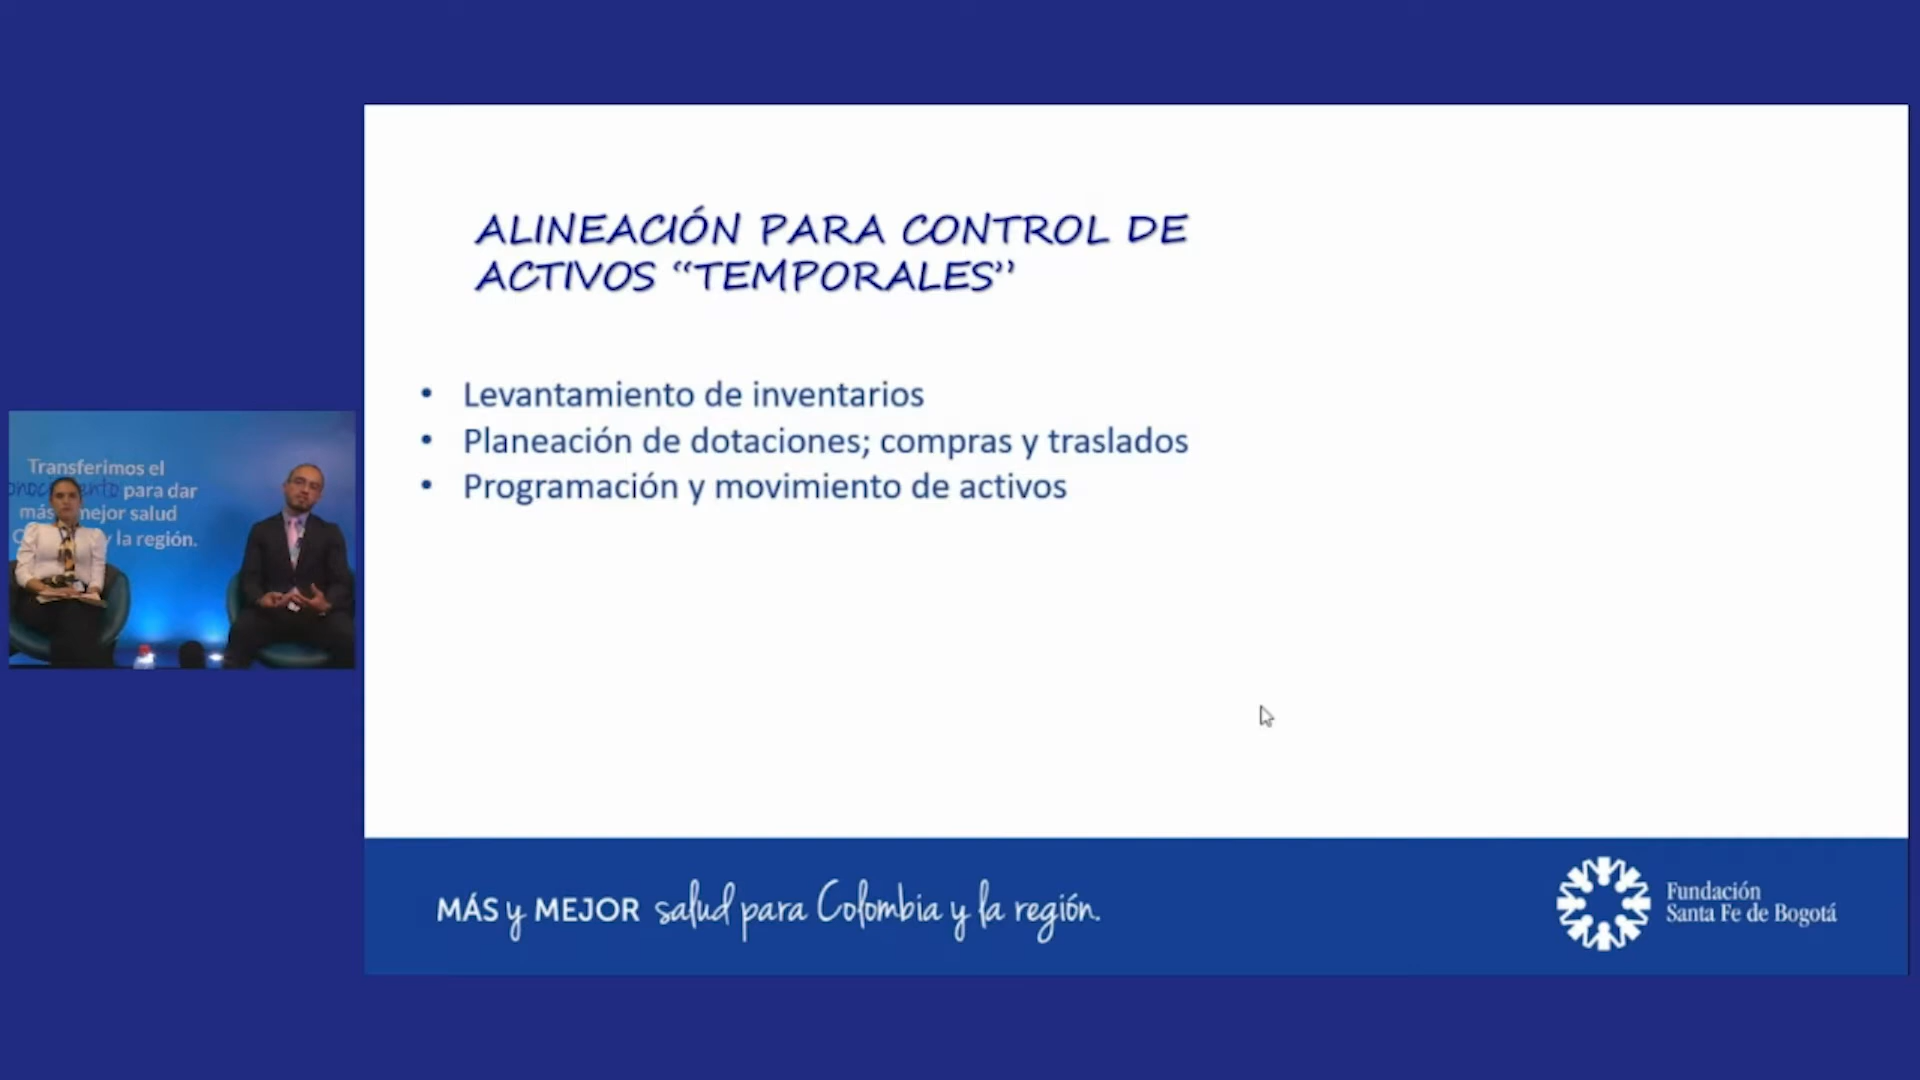 ALINEACIÓN PARA CONTROL DE
ACTIVOS “TEMPORALES”
• Levantamiento de inventarios
• Planeación de dotaciones; compras y traslados
• Programación y movimiento de activos
Transferimos el
para dar
mejor salud
y la región.
MÁS y MEJOR salud para Colombia y la región.
Fundación
Santa Fe de Bogotá